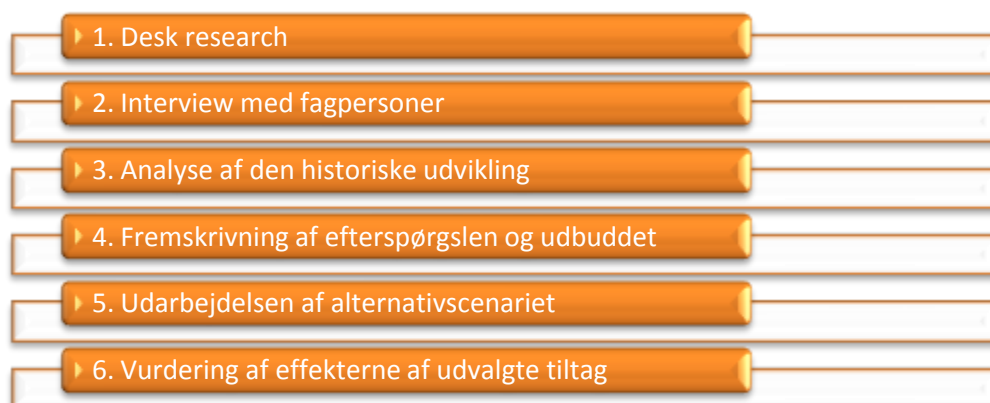 1. Desk research
2. Interview med fagpersoner
3. Analyse af den historiske udvikling
4. Fremskrivning af efterspørgslen og udbuddet
5. Udarbejdelsen af alternativscenariet
6. Vurdering af effekterne af udvalgte tiltag